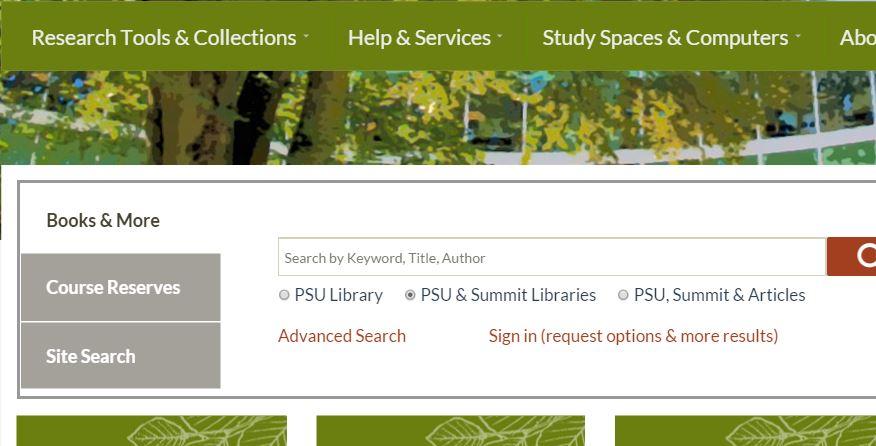 Research Tools & Collections Help & Services Study Spaces & Computers Abo
Books & More
Search by Keyword, Title, Author
Course Reserves
PSU Library PSU & Summit Libraries PSU, Summit & Articles
Advanced Search Sign in (request options & more results)
Site Search